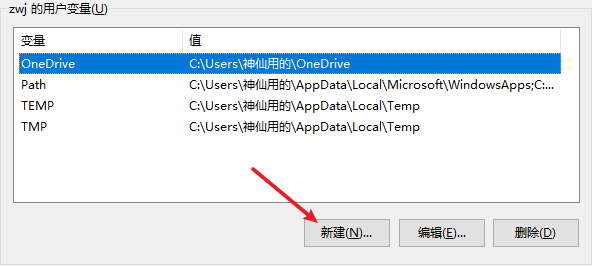 zwj 的用户变量(U)
变量 值
OneDrive C:\Users\神仙用的\OneDrive
Path C:\Users\神仙用的\AppData\Local\Microsoft\WindowsApps;C:...
TEMP C:\Users\神仙用的\AppData\Local\Temp
TMP C:\Users\神仙用的\AppData\Local\Temp
新建(N)... 编辑(E)... 删除(D)